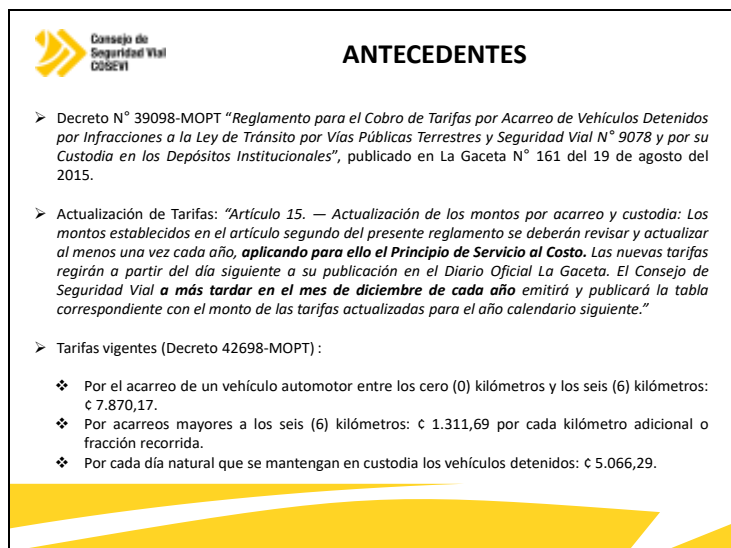 Consejo de
Seguridad Vial
COSEVI
ANTECEDENTES
➢ Decreto N° 39098-MOPT “Reglamento para el Cobro de Tarifas por Acarreo de Vehículos Detenidos
por Infracciones a la Ley de Tránsito por Vías Públicas Terrestres y Seguridad Vial N° 9078 y por su
Custodia en los Depósitos Institucionales”, publicado en La Gaceta N° 161 del 19 de agosto del
2015.
➢ Actualización de Tarifas: “Artículo 15. — Actualización de los montos por acarreo y custodia: Los
montos establecidos en el artículo segundo del presente reglamento se deberán revisar y actualizar
al menos una vez cada año, aplicando para ello el Principio de Servicio al Costo. Las nuevas tarifas
regirán a partir del día siguiente a su publicación en el Diario Oficial La Gaceta. El Consejo de
Seguridad Vial a más tardar en el mes de diciembre de cada año emitirá y publicará la tabla
correspondiente con el monto de las tarifas actualizadas para el año calendario siguiente.”
➢ Tarifas vigentes (Decreto 42698-MOPT) :
❖ Por el acarreo de un vehículo automotor entre los cero (0) kilómetros y los seis (6) kilómetros:
¢ 7.870,17.
❖ Por acarreos mayores a los seis (6) kilómetros: ¢ 1.311,69 por cada kilómetro adicional o
fracción recorrida.
❖ Por cada día natural que se mantengan en custodia los vehículos detenidos: ¢ 5.066,29.